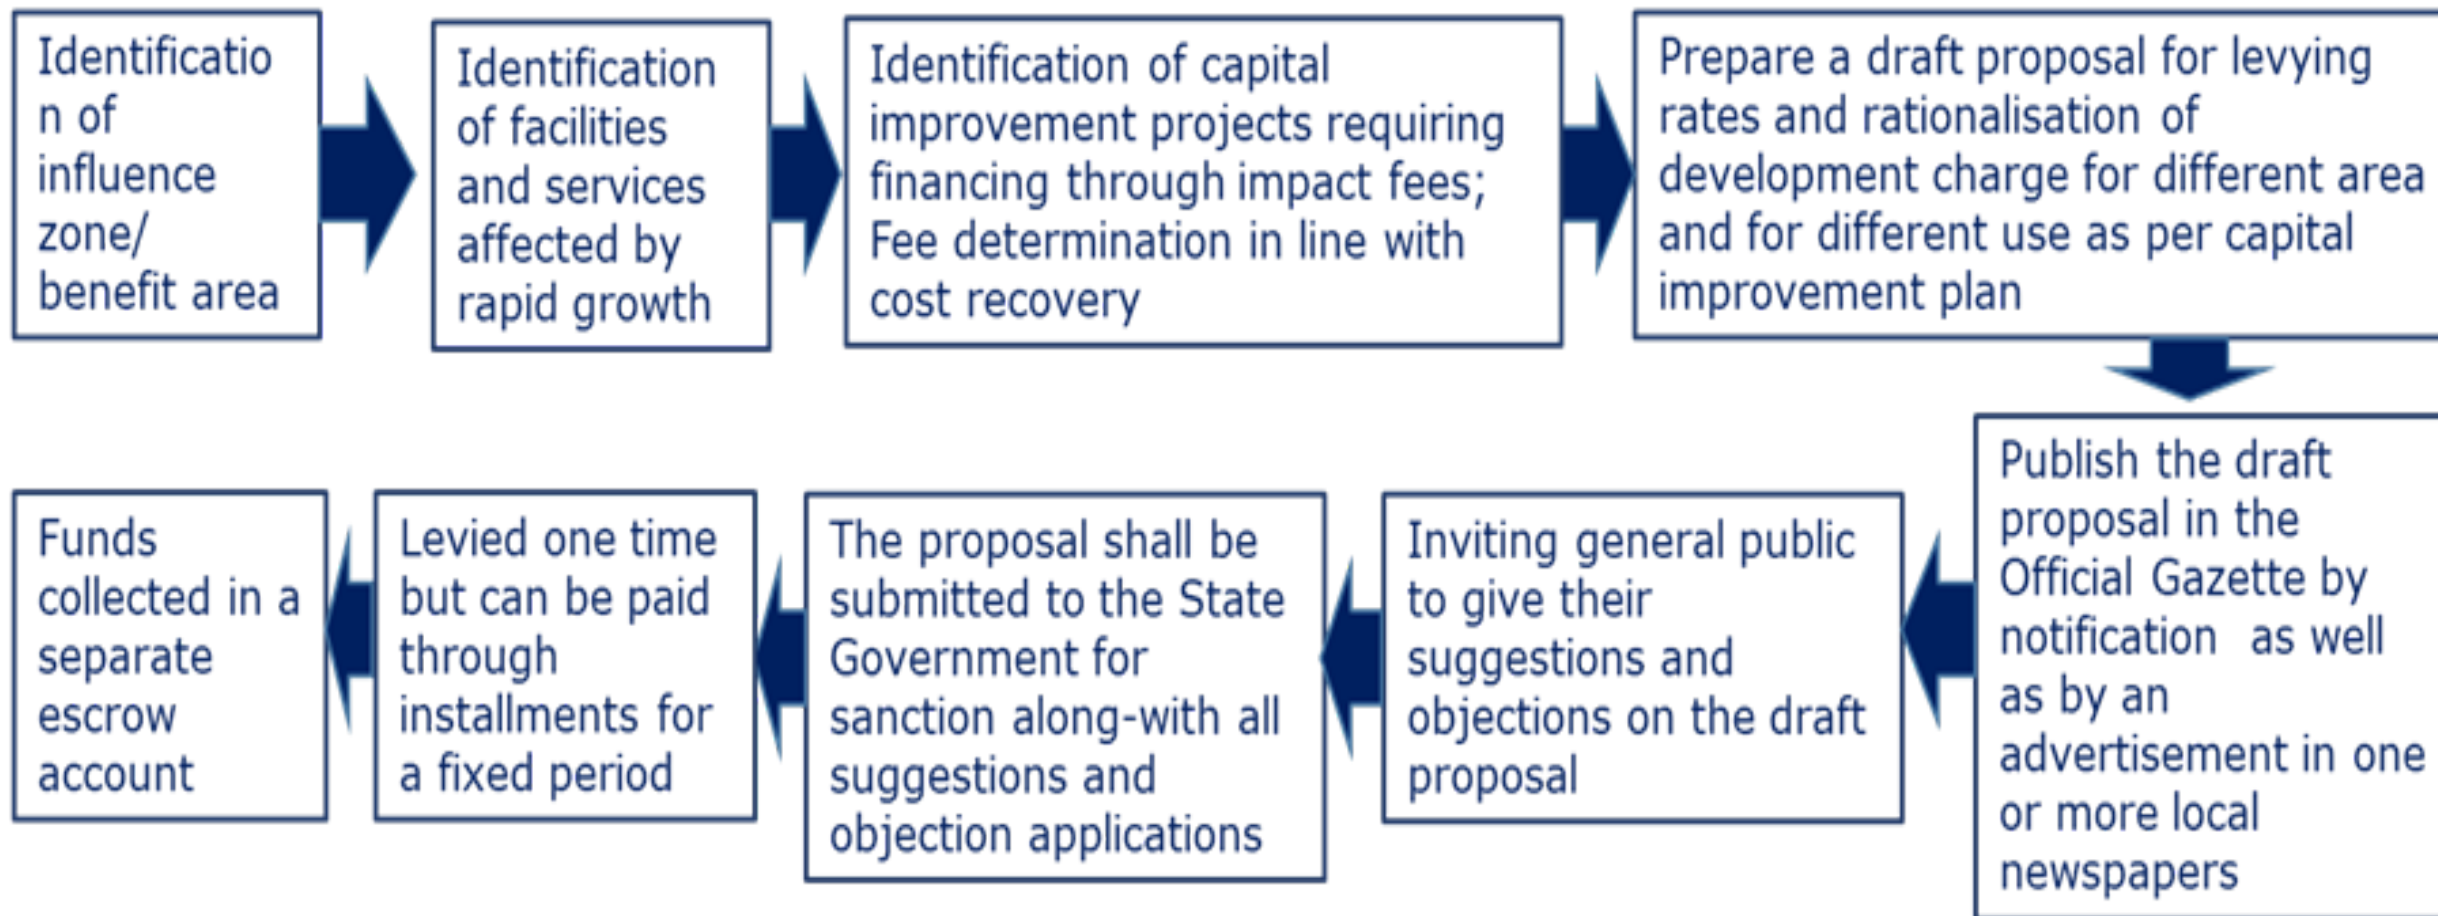 Identificatio
n of
influence
zone/
benefit area
Identification
of facilities
and services
affected by
rapid growth
Identification of capital
improvement projects requiring
financing through impact fees;
Fee determination in line with
cost recovery
Prepare a draft proposal for levying
rates and rationalisation of
development charge for different area
and for different use as per capital
improvement plan
Publish the draft
proposal in the
Official Gazette by
notification as well
as by an
advertisement in one
or more local
newspapers
Inviting general public
to give their
suggestions and
objections on the draft
proposal
The proposal shall be
submitted to the State
Government for
sanction along-with all
suggestions and
objection applications
Levied one time
but can be paid
through
installments for
a fixed period
Funds
collected in a
separate
escrow
account